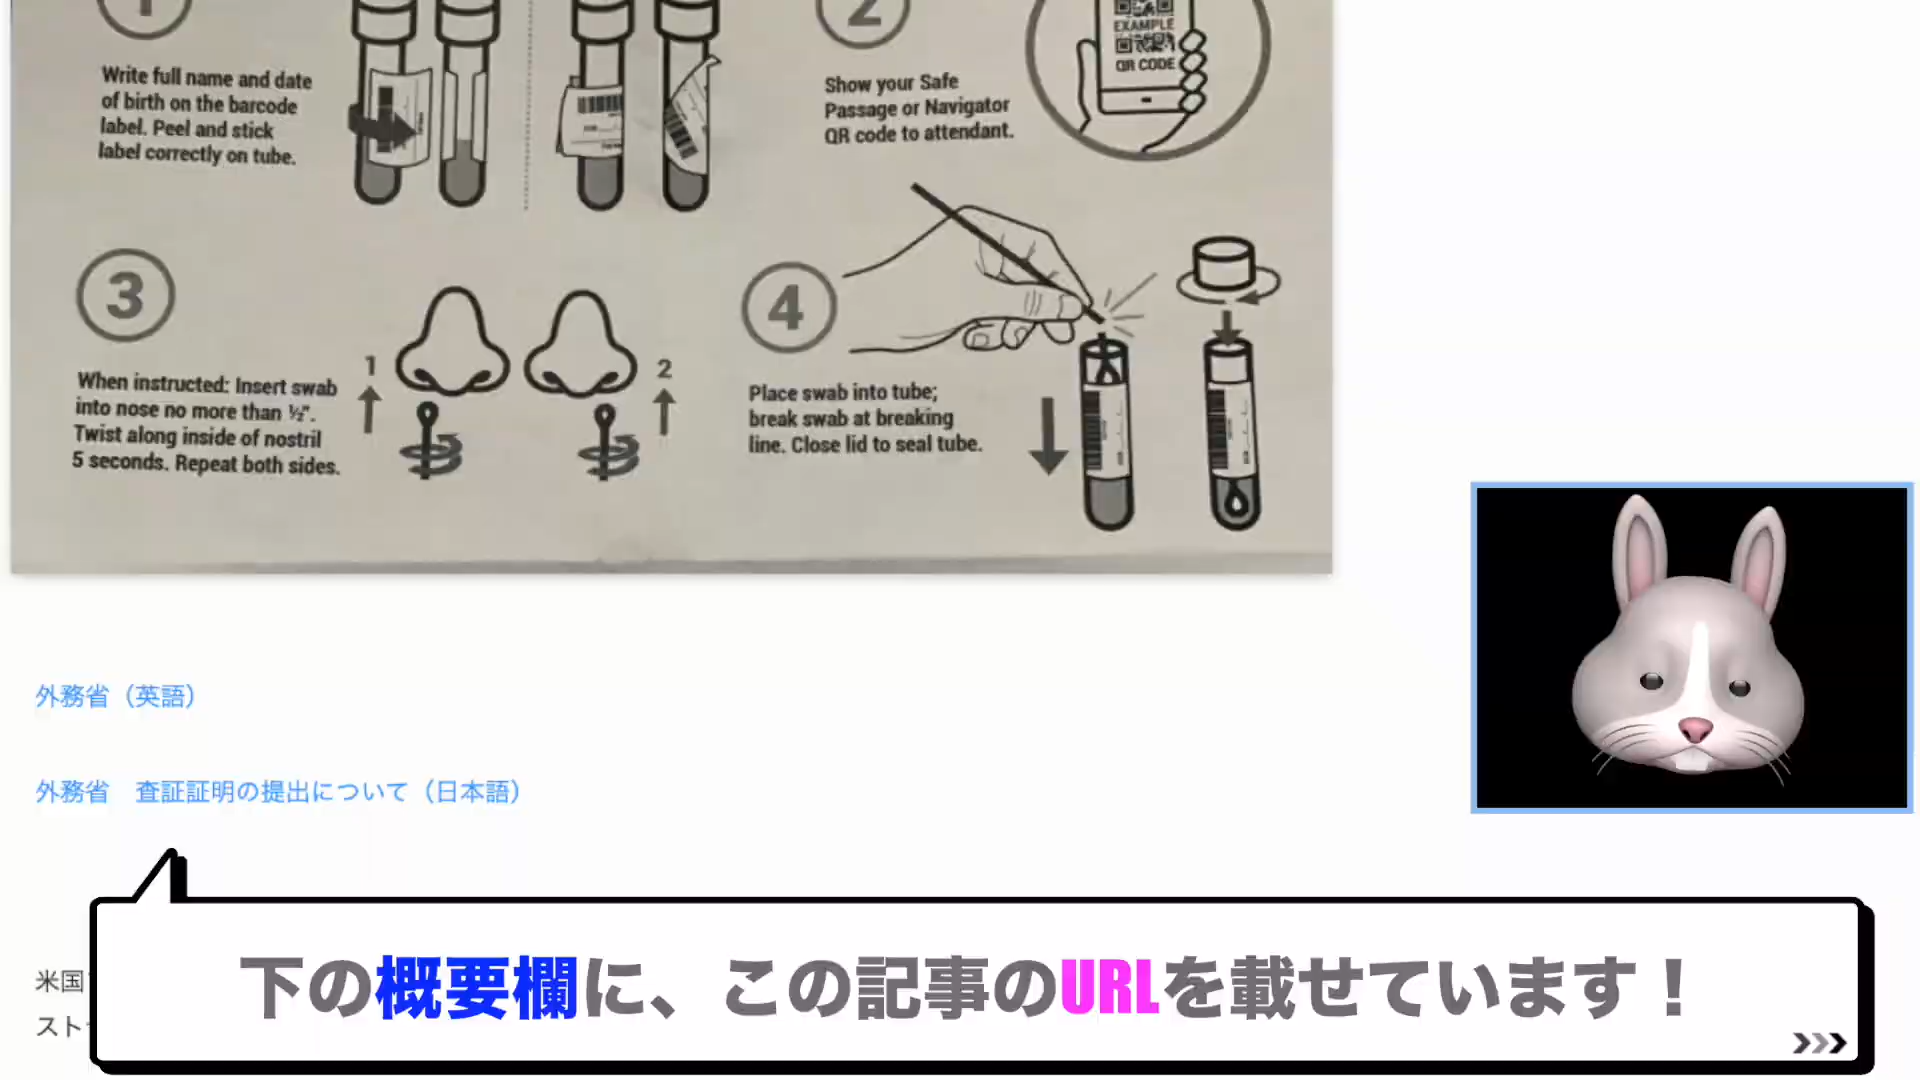 1
Write full name and date
of birth on the barcode
label. Peel and stick
label correctly on tube.
2
Show your Safe
Passage or Navigator
QR code to attendant.
EXAMPLE
QR CODE
3
When instructed: Insert swab
into nose no more than ½".
Twist along inside of nostril
5 seconds. Repeat both sides.
1
2
4
Place swab into tube;
break swab at breaking
line. Close lid to seal tube.
外務省（英語）
外務省　査証証明の提出について（日本語）
米国
スト
下の概要欄に、この記事のURLを載せています！